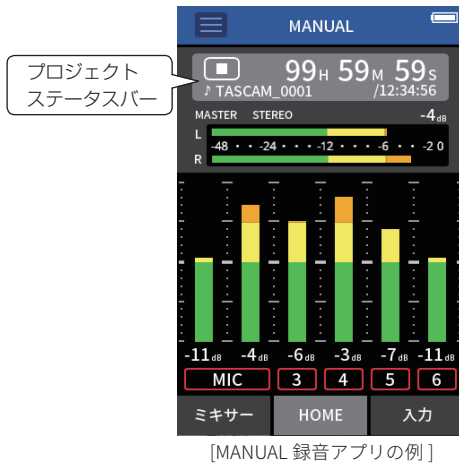 MANUAL
プロジェクト
ステータスバー
99H 59M 59S
♪ TASCAM_0001 /12:34:56
MASTER STEREO -4dB
L
-48 ・ ・ -24 ・ ・ ・ -12 ・ ・ ・ -6 ・ ・ -2 0
R
-11dB -4dB -6dB -3dB -7dB -11dB
MIC 3 4 5 6
ミキサー HOME 入力
[MANUAL 録音アプリの例 ]